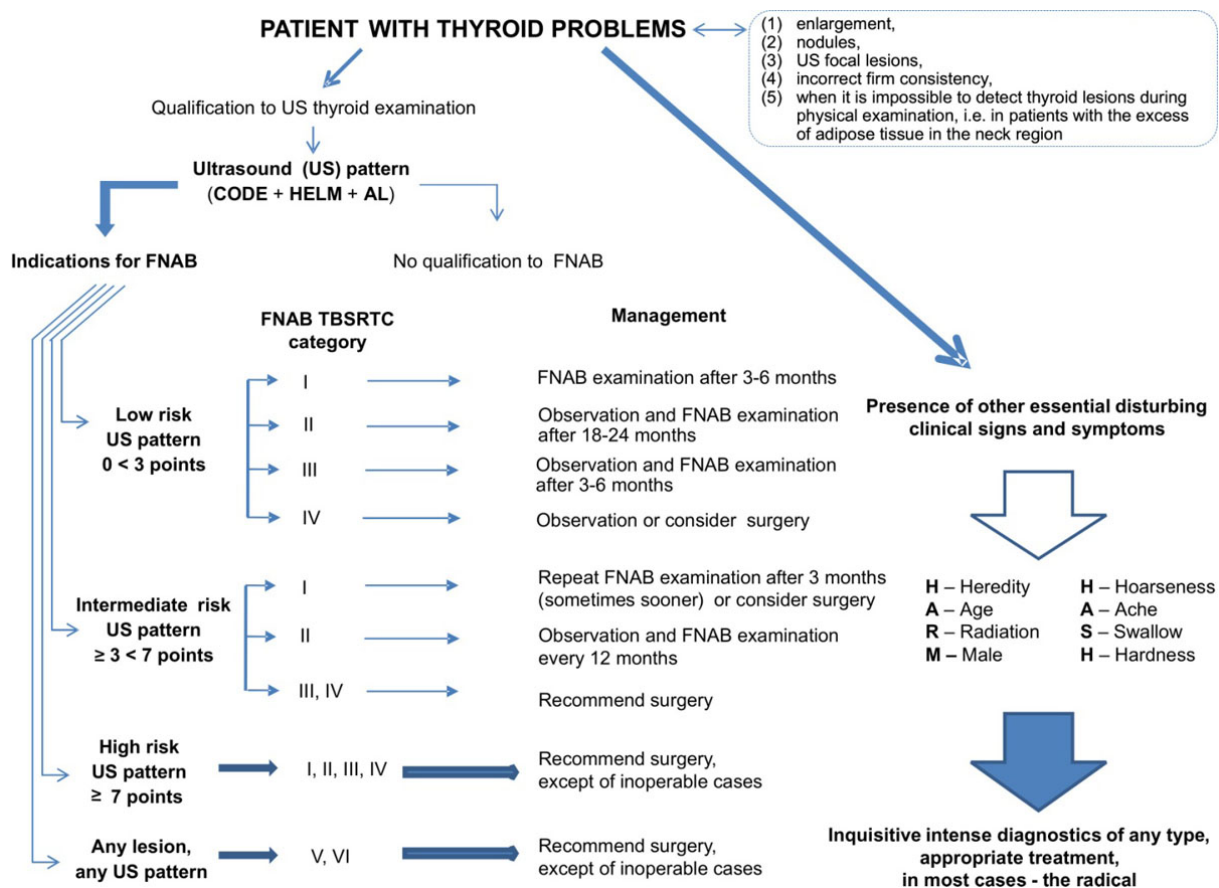 PATIENT WITH THYROID PROBLEMS
(1) enlargement,
(2) nodules,
(3) US focal lesions,
(4) incorrect firm consistency,
(5) when it is impossible to detect thyroid lesions during
physical examination, i.e. in patients with the excess
of adipose tissue in the neck region
Qualification to US thyroid examination
Ultrasound (US) pattern
(CODE + HELM + AL)
Indications for FNAB
No qualification to FNAB
FNAB TBSRTC
category
Management
Low risk
US pattern
0 < 3 points
I
FNAB examination after 3-6 months
II
Observation and FNAB examination
after 18-24 months
III
Observation and FNAB examination
after 3-6 months
IV
Observation or consider surgery
Intermediate risk
US pattern
≥ 3 < 7 points
I
Repeat FNAB examination after 3 months
(sometimes sooner) or consider surgery
II
Observation and FNAB examination
every 12 months
III, IV
Recommend surgery
High risk
US pattern
≥ 7 points
I, II, III, IV
Recommend surgery,
except of inoperable cases
Any lesion,
any US pattern
V, VI
Recommend surgery,
except of inoperable cases
Presence of other essential disturbing
clinical signs and symptoms
H – Heredity
A – Age
R – Radiation
M – Male
H – Hoarseness
A – Ache
S – Swallow
H – Hardness
Inquisitive intense diagnostics of any type,
appropriate treatment,
in most cases - the radical